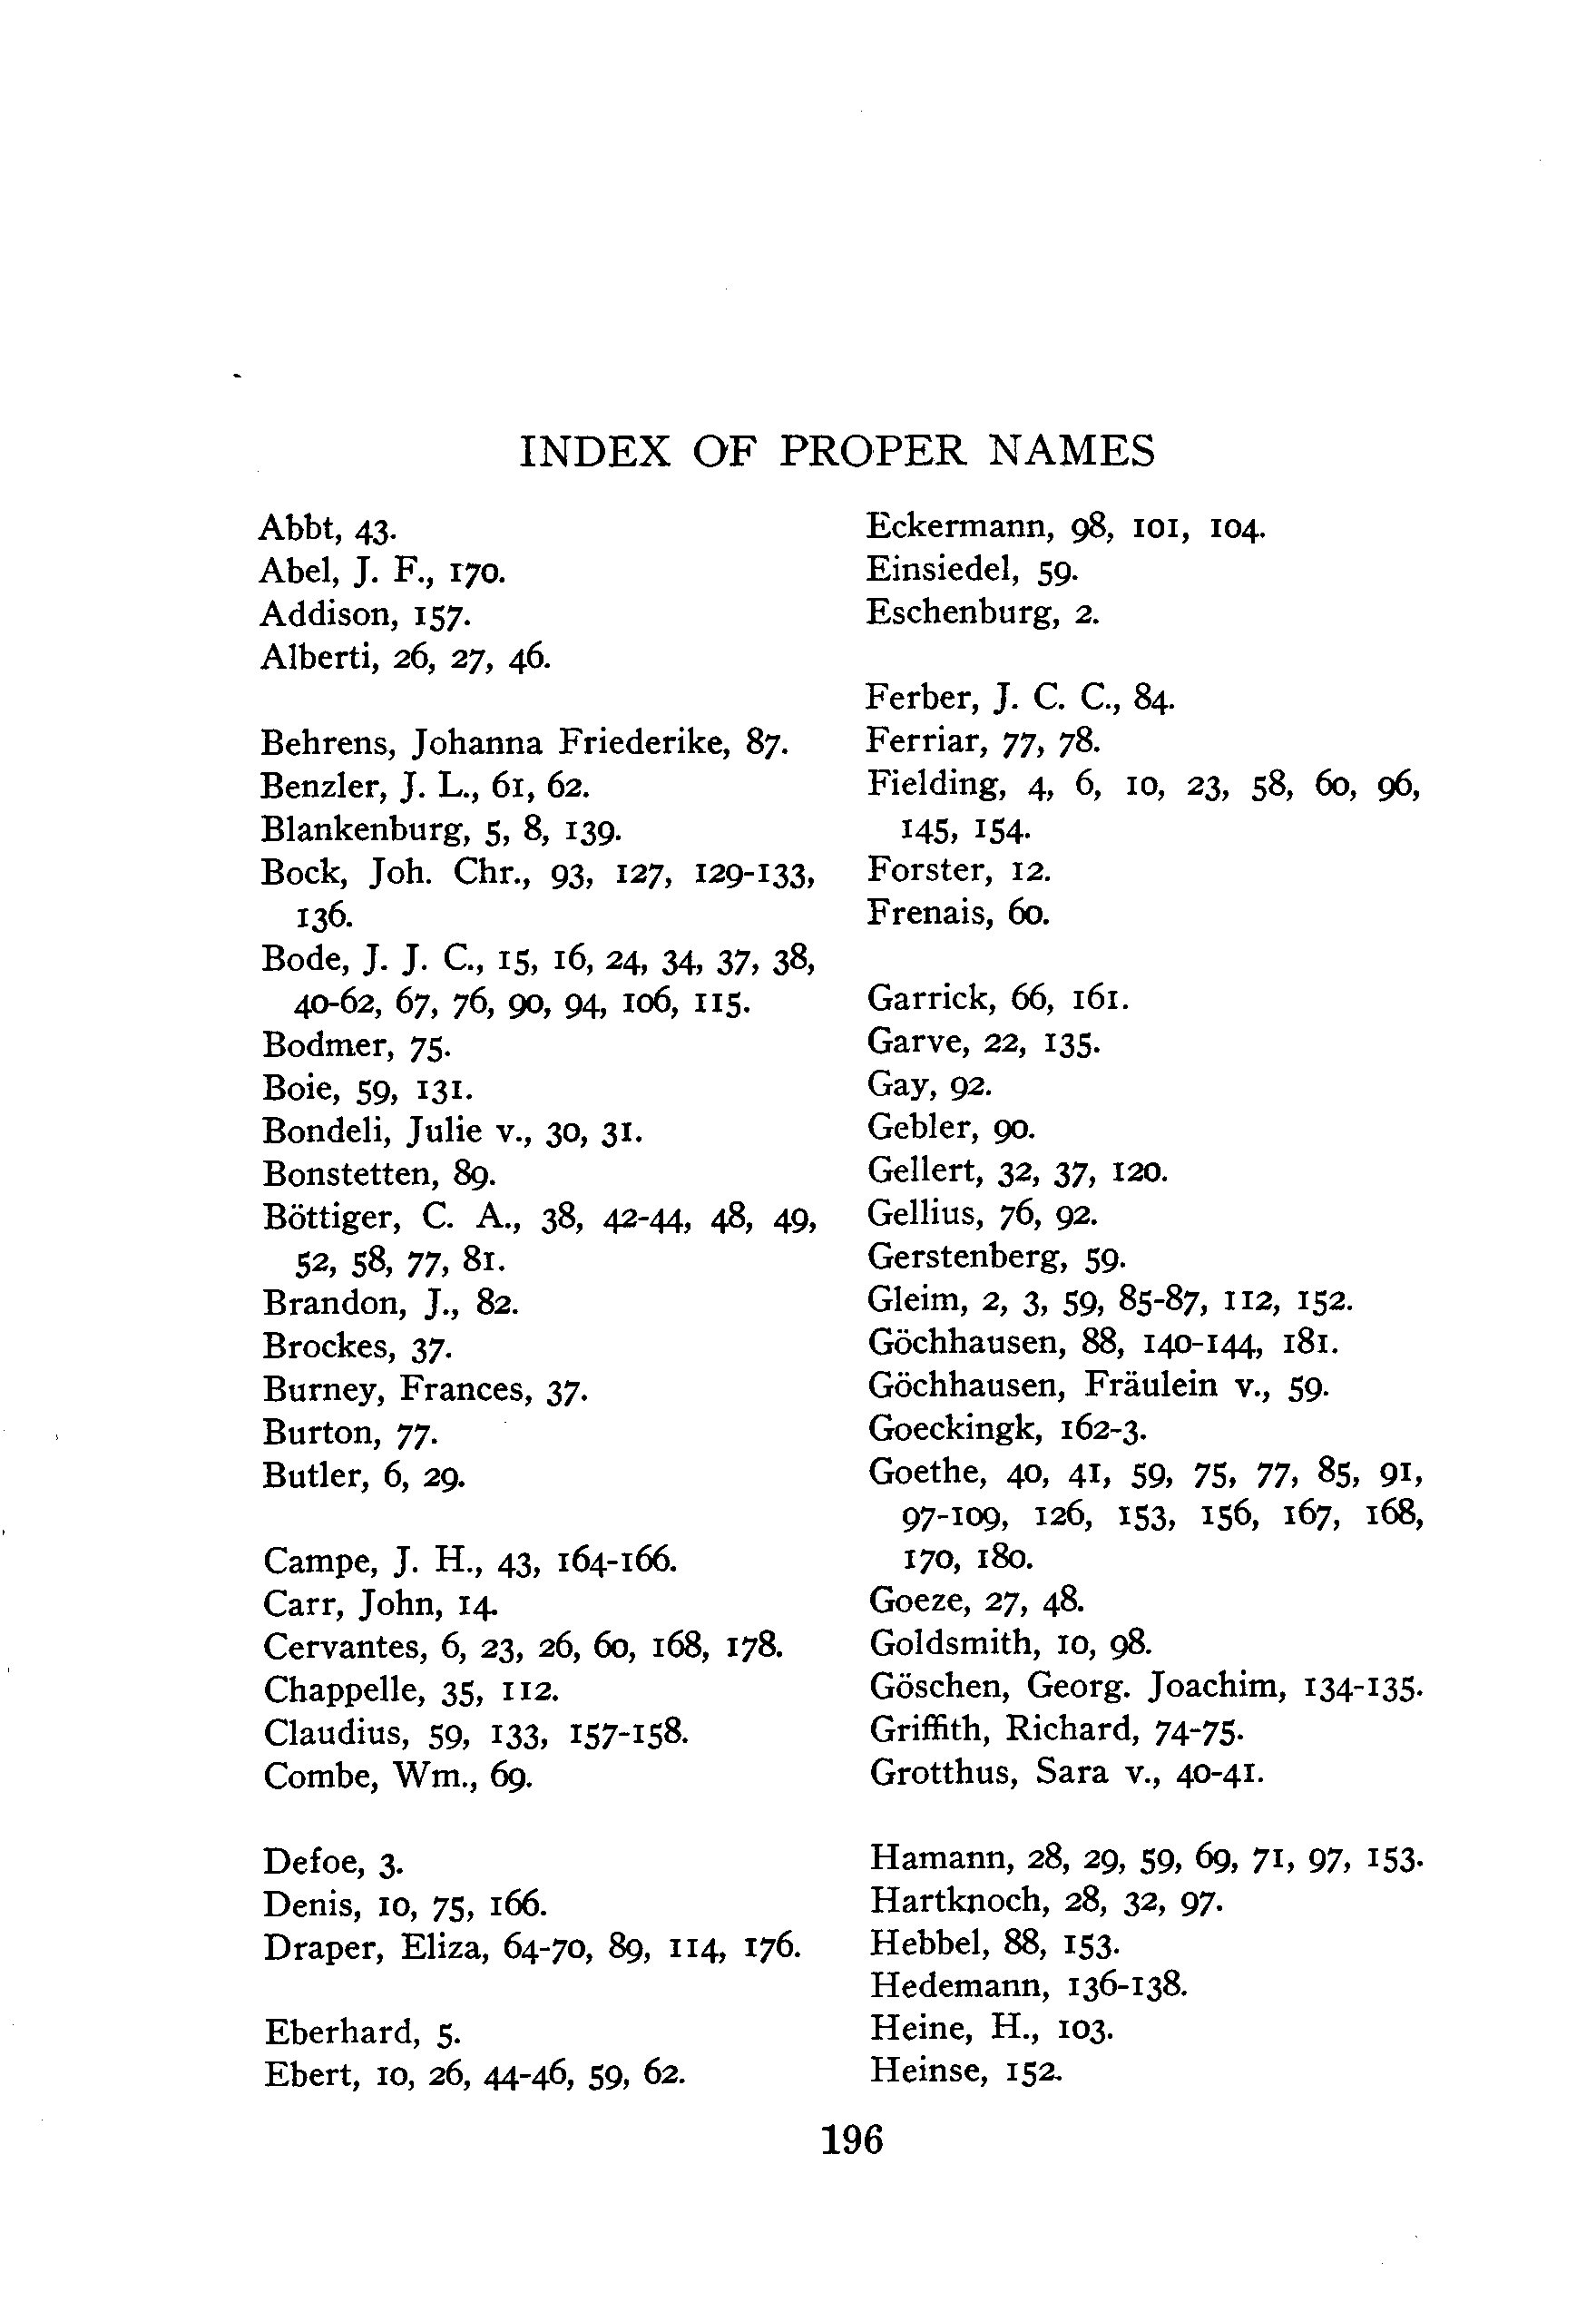 INDEX OF PROPER NAMES
Abbt, 43.
Abel, J. F., 170.
Addison, 157.
Alberti, 26, 27, 46.
Behrens, Johanna Friederike, 87.
Benzler, J. L., 61, 62.
Blankenburg, 5, 8, 139.
Bock, Joh. Chr., 93, 127, 129-133,
136.
Bode, J. J. C., 15, 16, 24, 34, 37, 38,
40-62, 67, 76, 90, 94, 106, 115.
Bodmer, 75.
Boie, 59, 131.
Bondeli, Julie v., 30, 31.
Bonstetten, 89.
Böttiger, C. A., 38, 42-44, 48, 49,
52, 58, 77, 81.
Brandon, J., 82.
Brockes, 37.
Burney, Frances, 37.
Burton, 77.
Butler, 6, 29.
Campe, J. H., 43, 164-166.
Carr, John, 14.
Cervantes, 6, 23, 26, 60, 168, 178.
Chappelle, 35, 112.
Claudius, 59, 133, 157-158.
Combe, Wm., 69.
Defoe, 3.
Denis, 10, 75, 166.
Draper, Eliza, 64-70, 89, 114, 176.
Eberhard, 5.
Ebert, 10, 26, 44-46, 59, 62.
Eckermann, 98, 101, 104.
Einsiedel, 59.
Eschenburg, 2.
Ferber, J. C. C., 84.
Ferriar, 77, 78.
Fielding, 4, 6, 10, 23, 58, 60, 96,
145, 154.
Forster, 12.
Frenais, 60.
Garrick, 66, 161.
Garve, 22, 135.
Gay, 92.
Gebler, 90.
Gellert, 32, 37, 120.
Gellius, 76, 92.
Gerstenberg, 59.
Gleim, 2, 3, 59, 85-87, 112, 152.
Göchhausen, 88, 140-144, 181.
Göchhausen, Fräulein v., 59.
Goeckingk, 162-3.
Goethe, 40, 41, 59, 75, 77, 85, 91,
97-109, 126, 153, 156, 167, 168,
170, 180.
Goeze, 27, 48.
Goldsmith, 10, 98.
Göschen, Georg. Joachim, 134-135.
Griffith, Richard, 74-75.
Grotthus, Sara v., 40-41.
Hamann, 28, 29, 59, 69, 71, 97, 153.
Hartknoch, 28, 32, 97.
Hebbel, 88, 153.
Hedemann, 136-138.
Heine, H., 103.
Heinse, 152.
196